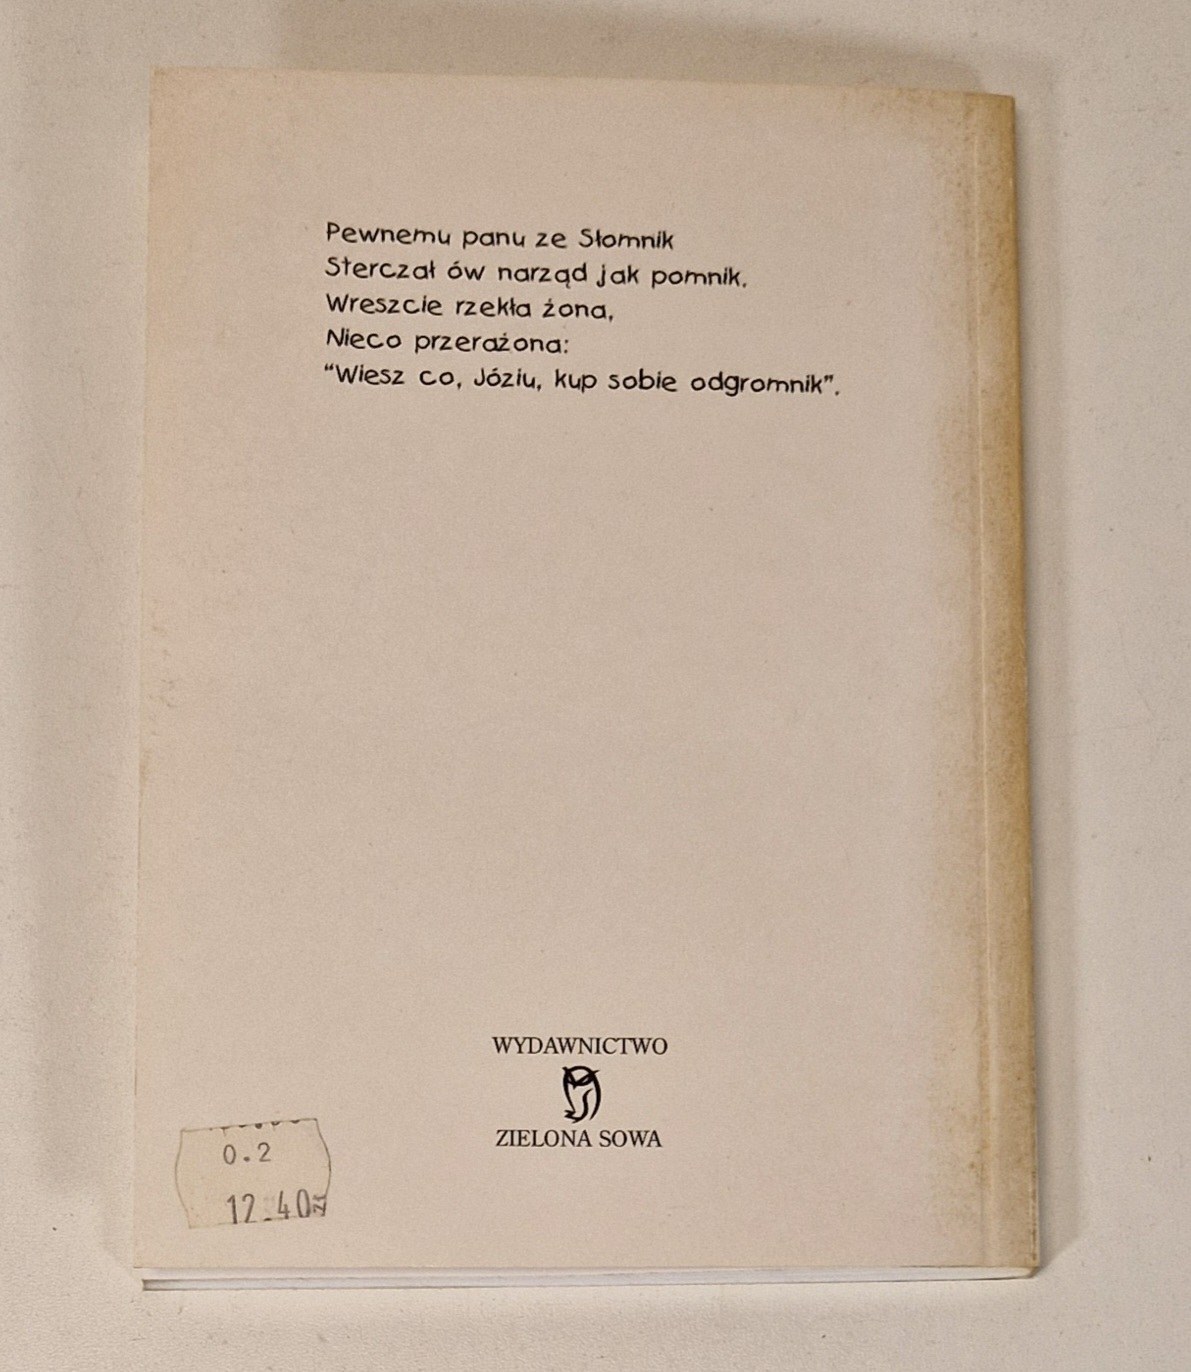 Pewnemu panu ze Słomnik
Sterczał ów narząd jak pomnik.
Wreszcie rzekła żona,
Nieco przerażona:
“Wiesz co, Józiu, kup sobie odgromnik”.
WYDAWNICTWO
ZIELONA SOWA
0.2
12.40zł